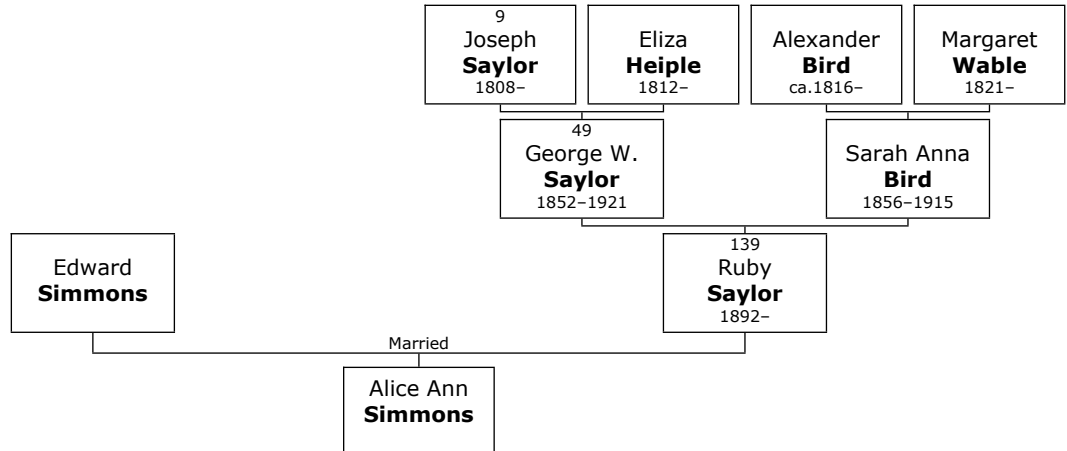 9
Joseph
Saylor
1808–
Eliza
Heiple
1812–
Alexander
Bird
ca.1816–
Margaret
Wable
1821–
49
George W.
Saylor
1852–1921
Sarah Anna
Bird
1856–1915
Edward
Simmons
139
Ruby
Saylor
1892–
Married
Alice Ann
Simmons